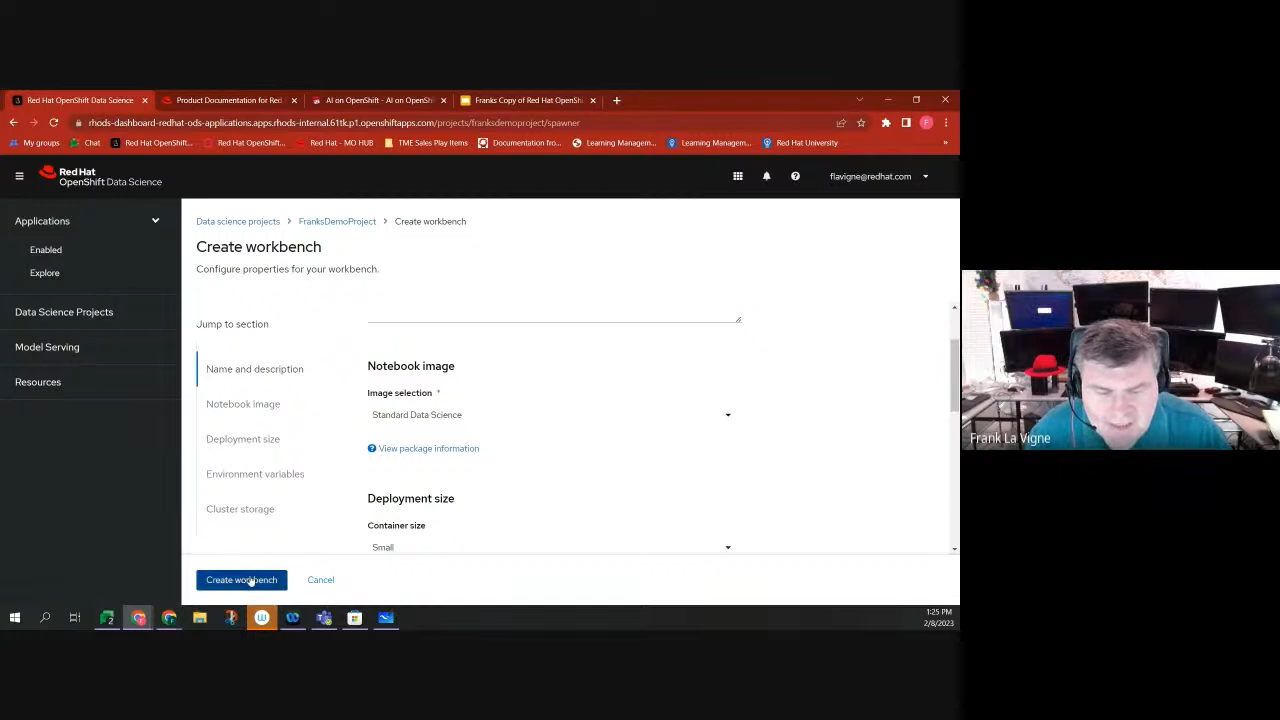 Red Hat OpenShift Data Science
Product Documentation for Red
AI on OpenShift - AI on OpenShif
Franks Copy of Red Hat OpenShi
rhods-dashboard-redhat-ods-applications.apps.rhods-internal.61tk.p1.openshiftapps.com/projects/franksdemoproject/spawner
F
My groups
Chat
Red Hat OpenShift...
Red Hat OpenShift...
Red Hat - MO HUB
TME Sales Play Items
Documentation fro...
Learning Managem...
Learning Managem...
Red Hat University
»
Red Hat
OpenShift Data Science
flavigne@redhat.com
Applications
Enabled
Explore
Data Science Projects
Model Serving
Resources
Data science projects > FranksDemoProject > Create workbench
Create workbench
Configure properties for your workbench.
Jump to section
Name and description
Notebook image
Deployment size
Environment variables
Cluster storage
Notebook image
Image selection *
Standard Data Science
View package information
Deployment size
Container size
Small
Create workbench
Cancel
Frank La Vigne
1:25 PM
2/8/2023